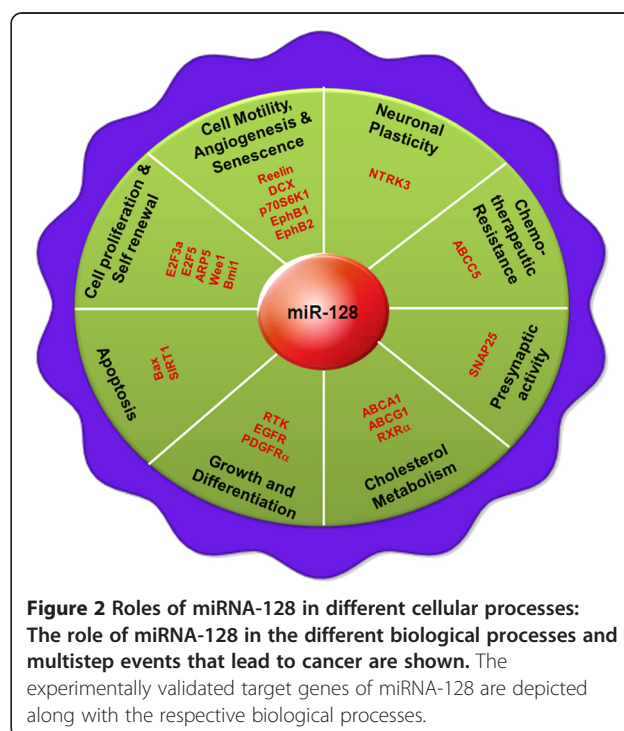 Cell Motility,
Angiogenesis &
Senescence
Reelin
DCX
p70S6K1
EphB1
EphB2
Neuronal
Plasticity
NTRK3
Chemo-
therapeutic
Resistance
ABCC5
Presynaptic
activity
SNAP25
Cholesterol
Metabolism
ABCA1
ABCG1
RXRα
Growth and
Differentiation
RTK
EGFR
PDGFRα
Apoptosis
Bax
SIRT1
Cell proliferation &
Self renewal
E2F3a
E2F5
ARP5
Wee1
Bmi1
miR-128
Figure 2 Roles of miRNA-128 in different cellular processes:
The role of miRNA-128 in the different biological processes and
multistep events that lead to cancer are shown. The
experimentally validated target genes of miRNA-128 are depicted
along with the respective biological processes.